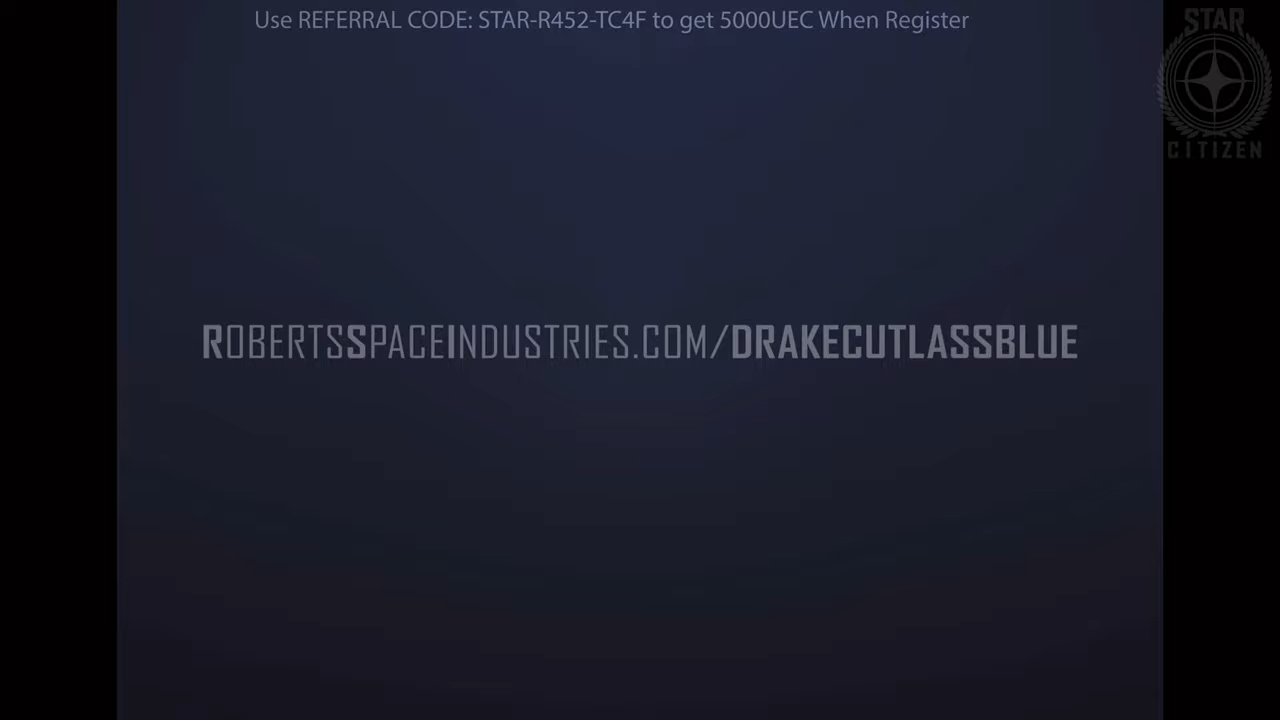 Use REFERRAL CODE: STAR-R452-TC4F to get 5000UEC When Register
STAR
CITIZEN
ROBERTSSPACEINDUSTRIES.COM/DRAKECUTLASSBLUE